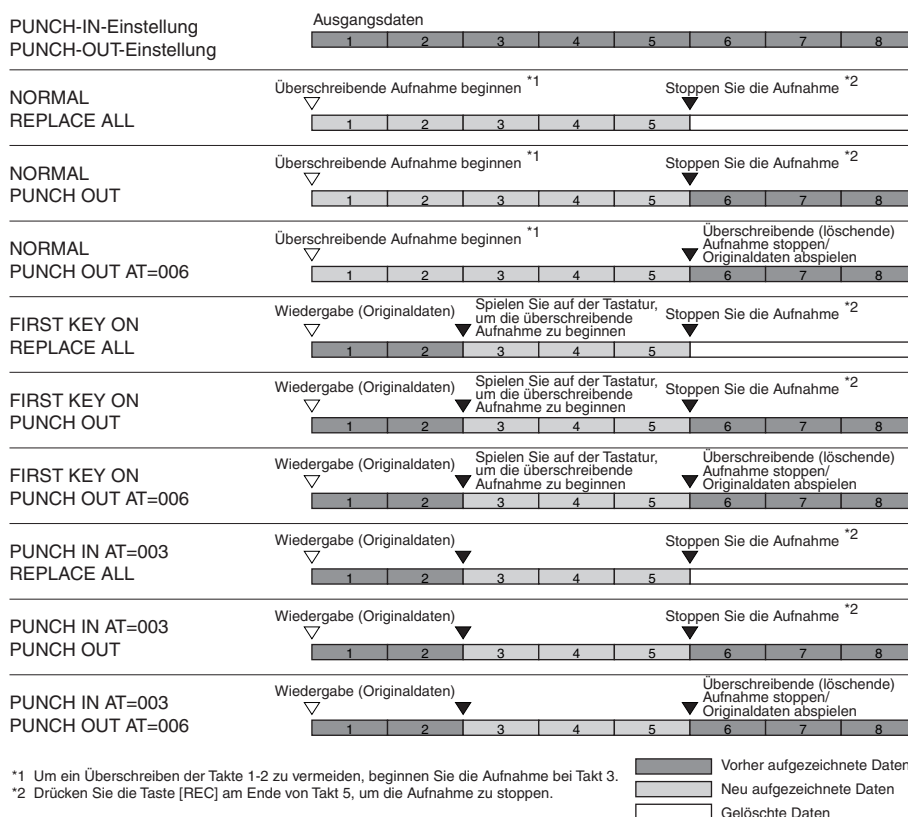 PUNCH-IN-Einstellung
PUNCH-OUT-Einstellung
Ausgangsdaten
1 2 3 4 5 6 7 8
NORMAL
REPLACE ALL
Überschreibende Aufnahme beginnen *1
Stoppen Sie die Aufnahme *2
1 2 3 4 5
NORMAL
PUNCH OUT
Überschreibende Aufnahme beginnen *1
Stoppen Sie die Aufnahme *2
1 2 3 4 5 6 7 8
NORMAL
PUNCH OUT AT=006
Überschreibende Aufnahme beginnen *1
Überschreibende (löschende)
Aufnahme stoppen/
Originaldaten abspielen
1 2 3 4 5 6 7 8
FIRST KEY ON
REPLACE ALL
Wiedergabe (Originaldaten)
Spielen Sie auf der Tastatur,
um die überschreibende
Aufnahme zu beginnen
Stoppen Sie die Aufnahme *2
1 2 3 4 5
FIRST KEY ON
PUNCH OUT
Wiedergabe (Originaldaten)
Spielen Sie auf der Tastatur,
um die überschreibende
Aufnahme zu beginnen
Stoppen Sie die Aufnahme *2
1 2 3 4 5 6 7 8
FIRST KEY ON
PUNCH OUT AT=006
Wiedergabe (Originaldaten)
Spielen Sie auf der Tastatur,
um die überschreibende
Aufnahme zu beginnen
Überschreibende (löschende)
Aufnahme stoppen/
Originaldaten abspielen
1 2 3 4 5 6 7 8
PUNCH IN AT=003
REPLACE ALL
Wiedergabe (Originaldaten)
Stoppen Sie die Aufnahme *2
1 2 3 4 5
PUNCH IN AT=003
PUNCH OUT
Wiedergabe (Originaldaten)
Stoppen Sie die Aufnahme *2
1 2 3 4 5 6 7 8
PUNCH IN AT=003
PUNCH OUT AT=006
Wiedergabe (Originaldaten)
Überschreibende (löschende)
Aufnahme stoppen/
Originaldaten abspielen
1 2 3 4 5 6 7 8
*1 Um ein Überschreiben der Takte 1-2 zu vermeiden, beginnen Sie die Aufnahme bei Takt 3.
*2 Drücken Sie die Taste [REC] am Ende von Takt 5, um die Aufnahme zu stoppen.
Vorher aufgezeichnete Daten
Neu aufgezeichnete Daten
Gelöschte Daten